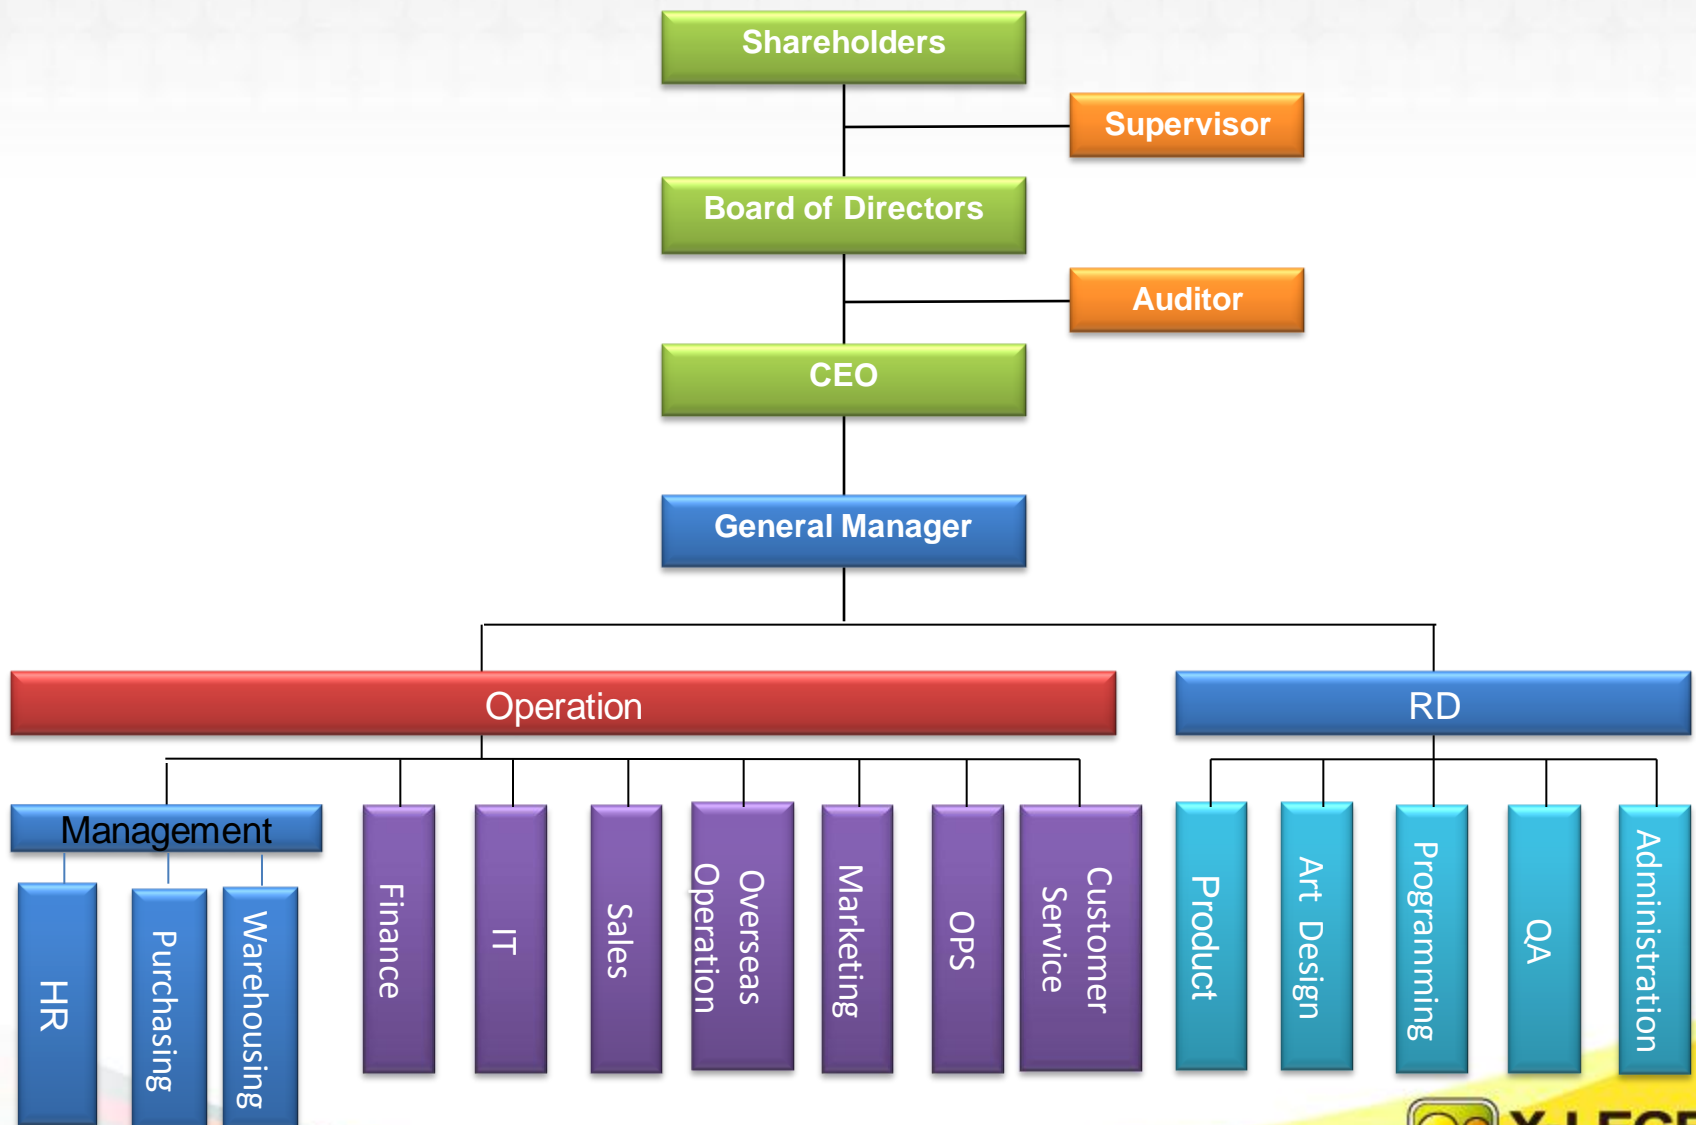 Shareholders
Supervisor
Board of Directors
Auditor
CEO
General Manager
Operation
RD
Management
HR
Purchasing
Warehousing
Finance
IT
Sales
Overseas
Operation
Marketing
OPS
Customer
Service
Product
Art Design
Programming
QA
Administration